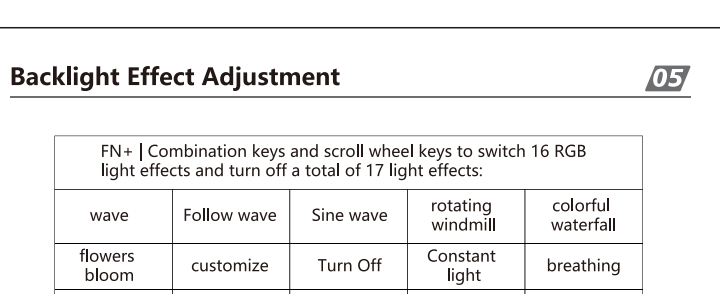 Backlight Effect Adjustment
05
FN+ | Combination keys and scroll wheel keys to switch 16 RGB
light effects and turn off a total of 17 light effects:
wave
Follow wave
Sine wave
rotating
windmill
colorful
waterfall
flowers
bloom
customize
Turn Off
Constant
light
breathing